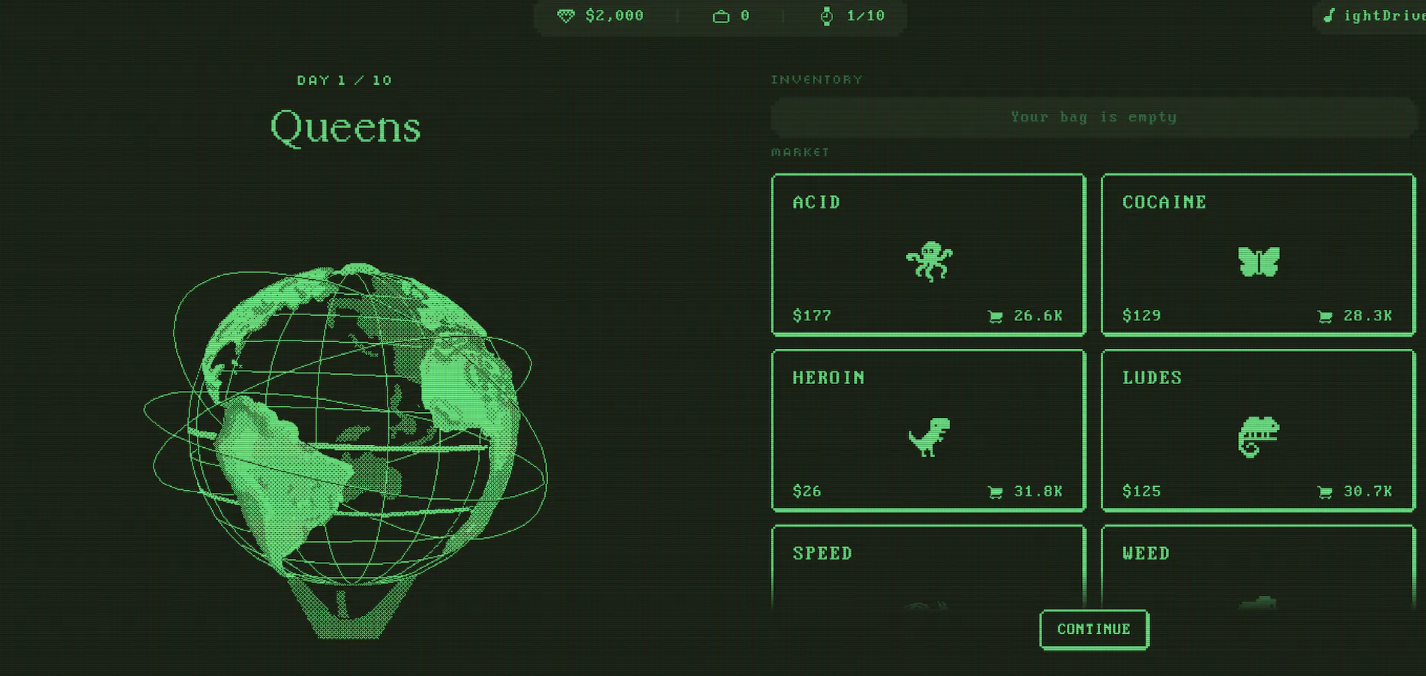 $2,000 0 1/10
ightDrive
DAY 1 / 10
Queens
INVENTORY
Your bag is empty
MARKET
ACID
$177 26.6K
COCAINE
$129 28.3K
HEROIN
$26 31.8K
LUDES
$125 30.7K
SPEED
WEED
CONTINUE